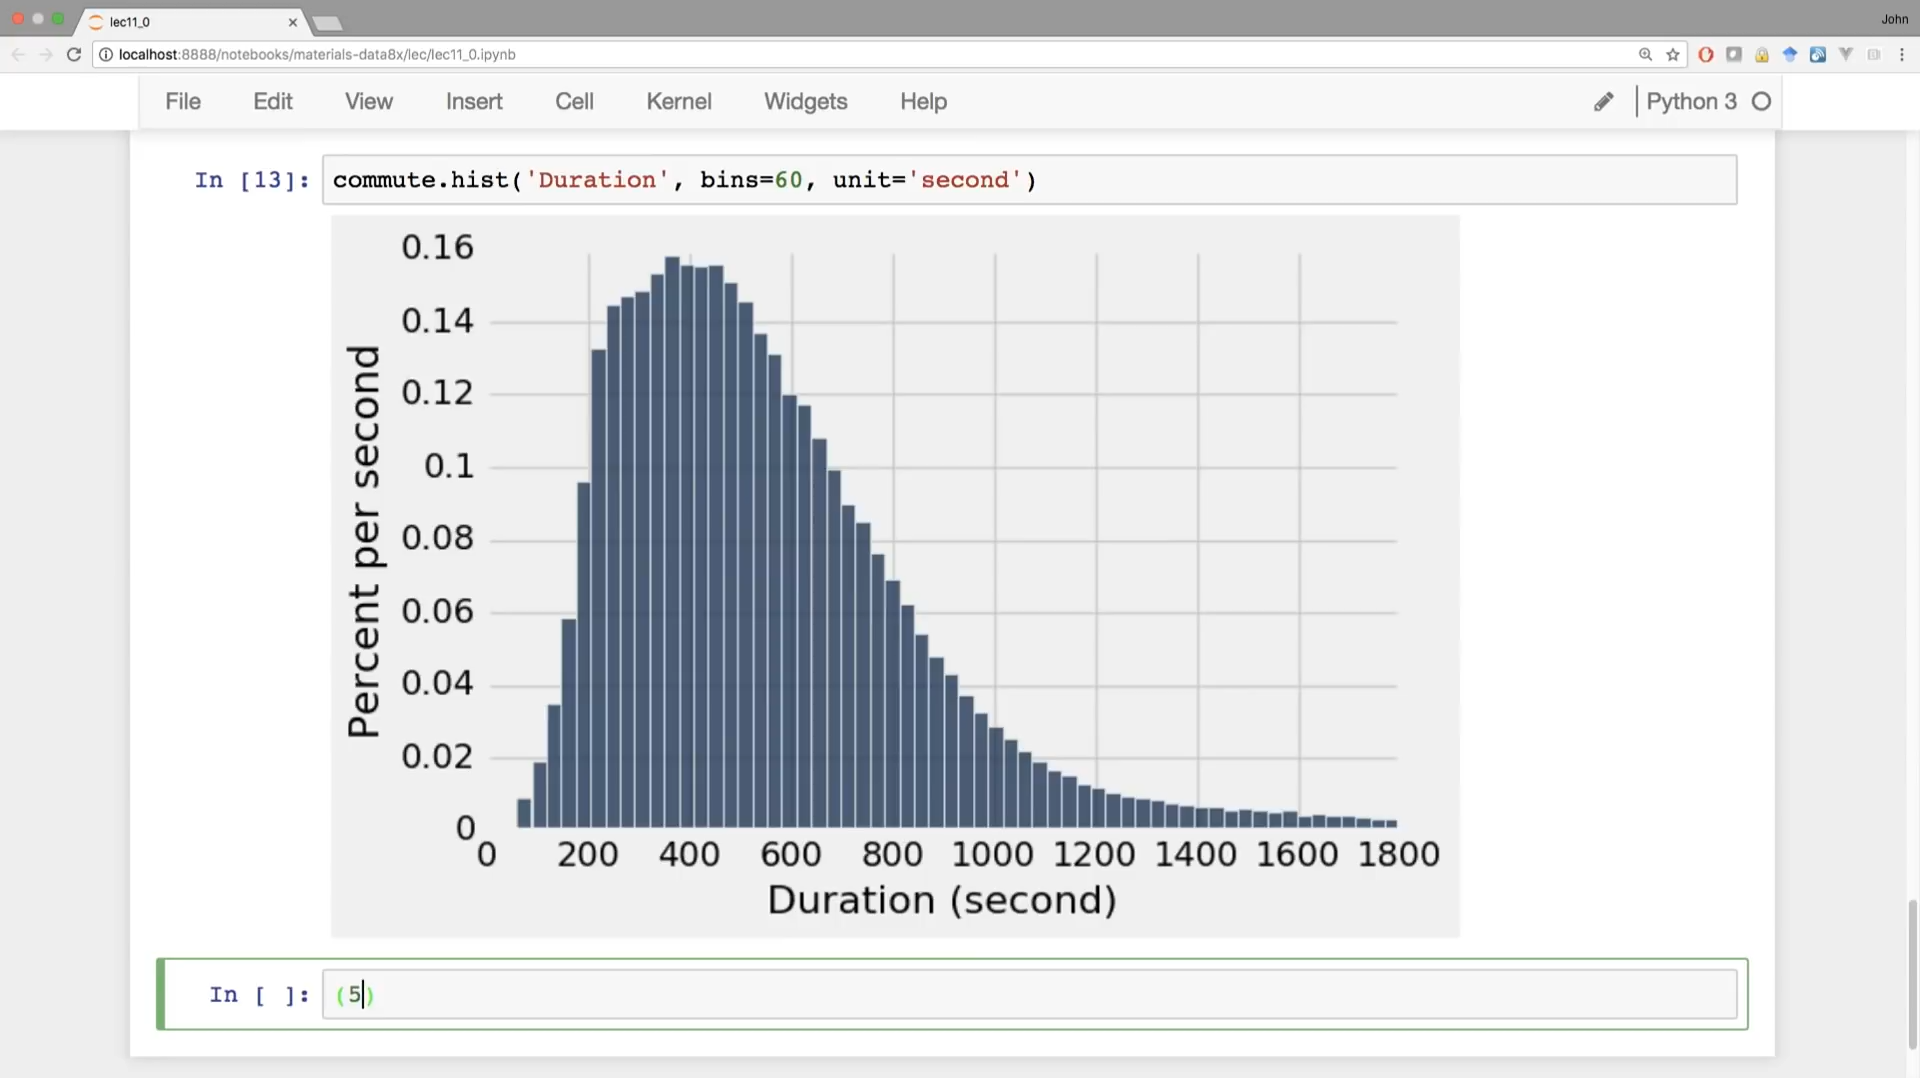 lec11_0
John
localhost:8888/notebooks/materials-data8x/lec/lec11_0.ipynb
File Edit View Insert Cell Kernel Widgets Help Python 3
In [13]: commute.hist('Duration', bins=60, unit='second')
0.16
0.14
0.12
0.1
0.08
0.06
0.04
0.02
0
Percent per second
0 200 400 600 800 1000 1200 1400 1600 1800
Duration (second)
In [ ]: (5)